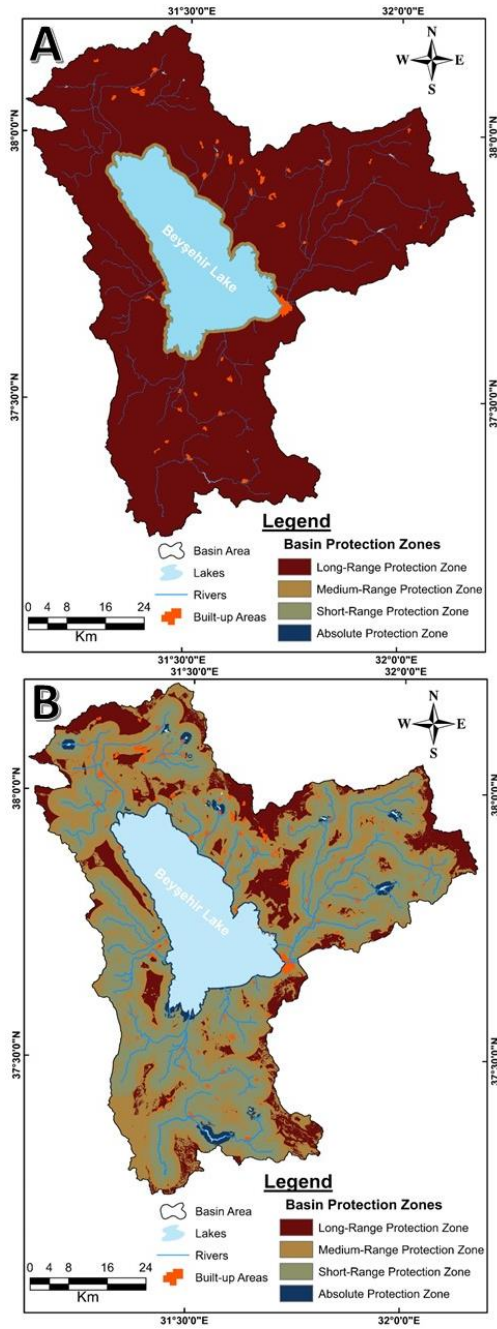 31°30'0"E
32°0'0"E
A
N
W E
S
38°0'0"N
38°0'0"N
Beyşehir Lake
37°30'0"N
37°30'0"N
Legend
Basin Area
Lakes
Rivers
Built-up Areas
Basin Protection Zones
Long-Range Protection Zone
Medium-Range Protection Zone
Short-Range Protection Zone
Absolute Protection Zone
0 4 8 16 24
Km
31°30'0"E
32°0'0"E
B
N
W E
S
38°0'0"N
38°0'0"N
Beyşehir Lake
37°30'0"N
37°30'0"N
Legend
Basin Area
Lakes
Rivers
Built-up Areas
Basin Protection Zones
Long-Range Protection Zone
Medium-Range Protection Zone
Short-Range Protection Zone
Absolute Protection Zone
0 4 8 16 24
Km
31°30'0"E
32°0'0"E